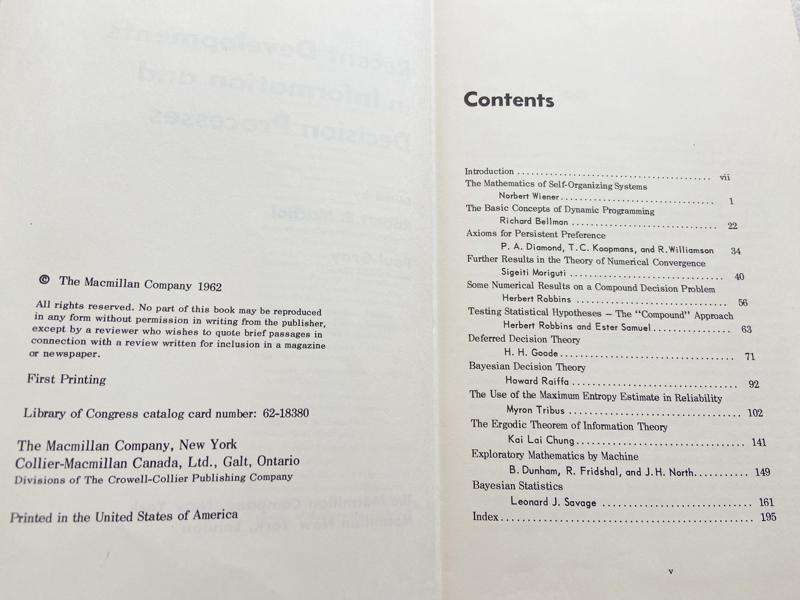 © The Macmillan Company 1962
All rights reserved. No part of this book may be reproduced
in any form without permission in writing from the publisher,
except by a reviewer who wishes to quote brief passages in
connection with a review written for inclusion in a magazine
or newspaper.
First Printing
Library of Congress catalog card number: 62-18380
The Macmillan Company, New York
Collier-Macmillan Canada, Ltd., Galt, Ontario
Divisions of The Crowell-Collier Publishing Company
Printed in the United States of America
Contents
Introduction ........................................ vii
The Mathematics of Self-Organizing Systems
Norbert Wiener................................ 1
The Basic Concepts of Dynamic Programming
Richard Bellman ............................... 22
Axioms for Persistent Preference
P. A. Diamond, T.C. Koopmans, and R.Williamson 34
Further Results in the Theory of Numerical Convergence
Sigeiti Moriguti ............................... 40
Some Numerical Results on a Compound Decision Problem
Herbert Robbins ............................... 56
Testing Statistical Hypotheses — The "Compound" Approach
Herbert Robbins and Ester Samuel............... 63
Deferred Decision Theory
H. H. Goode.................................... 71
Bayesian Decision Theory
Howard Raiffa.................................. 92
The Use of the Maximum Entropy Estimate in Reliability
Myron Tribus .................................. 102
The Ergodic Theorem of Information Theory
Kai Lai Chung.................................. 141
Exploratory Mathematics by Machine
B. Dunham, R. Fridshal, and J.H. North.......... 149
Bayesian Statistics
Leonard J. Savage ............................. 161
Index............................................... 195
v